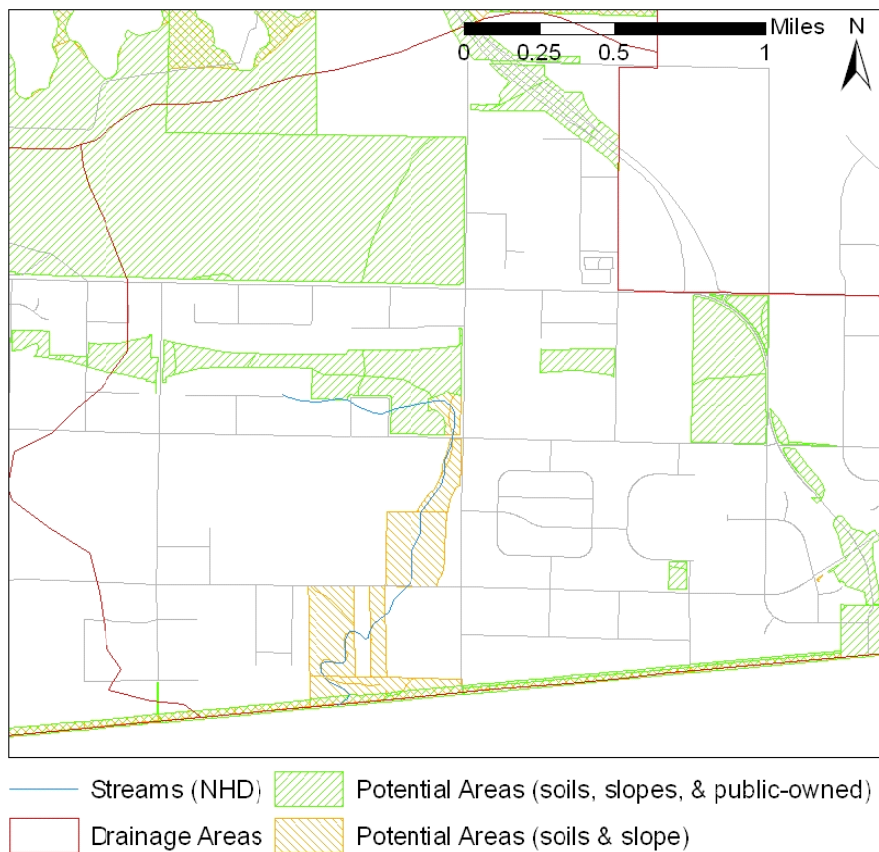 Miles N
0 0.25 0.5 1
Streams (NHD) Potential Areas (soils, slopes, & public-owned)
Drainage Areas Potential Areas (soils & slope)